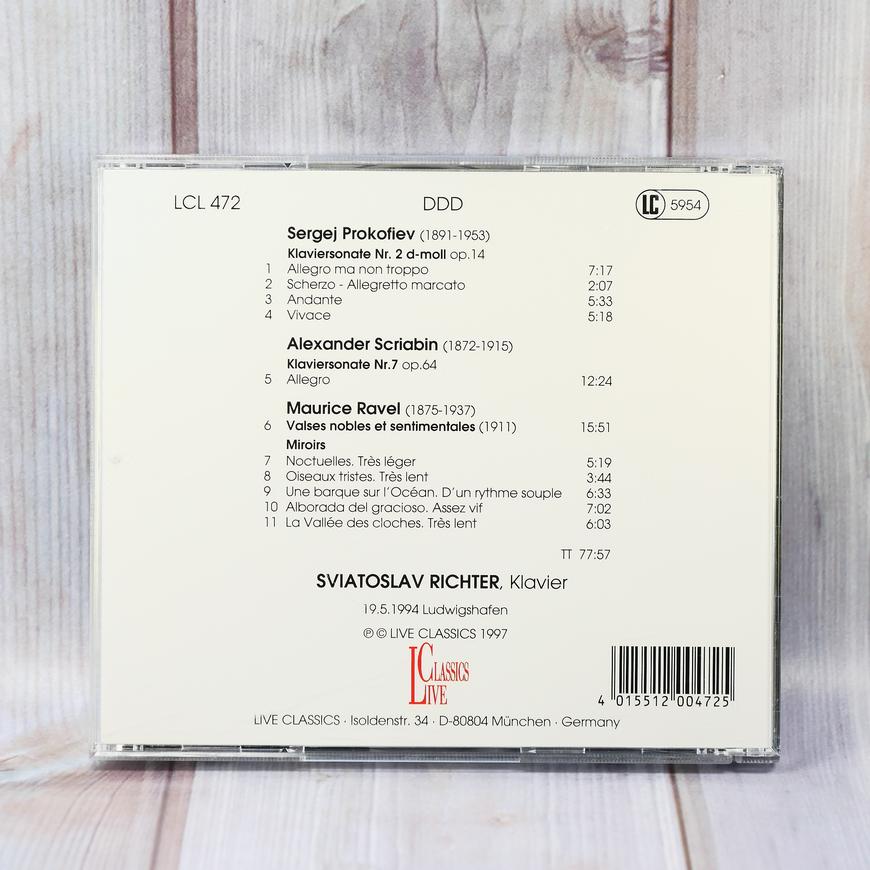 LCL 472 DDD LC 5954
Sergej Prokofiev (1891-1953)
Klaviersonate Nr. 2 d-moll op.14
1 Allegro ma non troppo 7:17
2 Scherzo - Allegretto marcato 2:07
3 Andante 5:33
4 Vivace 5:18
Alexander Scriabin (1872-1915)
Klaviersonate Nr.7 op.64
5 Allegro 12:24
Maurice Ravel (1875-1937)
6 Valses nobles et sentimentales (1911) 15:51
Miroirs
7 Noctuelles. Très léger 5:19
8 Oiseaux tristes. Très lent 3:44
9 Une barque sur l'Océan. D'un rythme souple 6:33
10 Alborada del gracioso. Assez vif 7:02
11 La Vallée des cloches. Très lent 6:03
TT 77:57
SVIATOSLAV RICHTER, Klavier
19.5.1994 Ludwigshafen
℗ © LIVE CLASSICS 1997
CLASSICS
LIVE
4 015512 004725
LIVE CLASSICS · Isoldenstr. 34 · D-80804 München · Germany